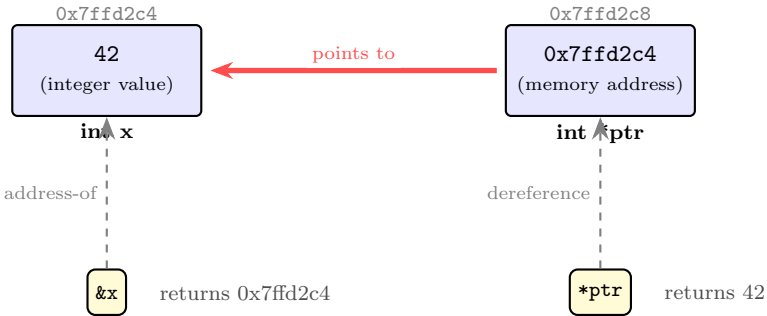 0x7ffd2c4
0x7ffd2c8
42
(integer value)
points to
0x7ffd2c4
(memory address)
int x
int *ptr
address-of
dereference
&x
returns 0x7ffd2c4
*ptr
returns 42